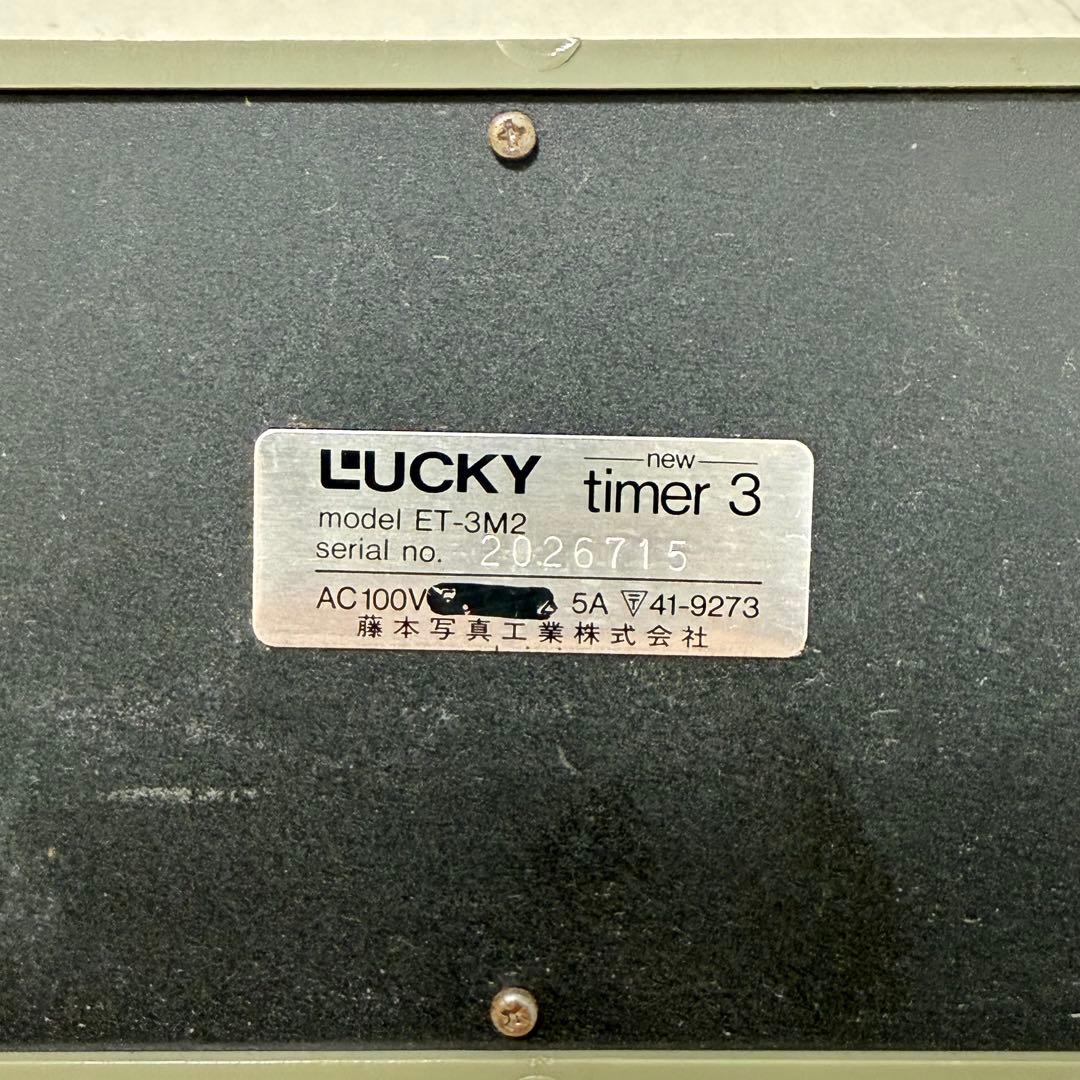 LUCKY
new
timer 3
model ET-3M2
serial no. 2026715
AC100V 5A 41-9273
藤本写真工業株式会社